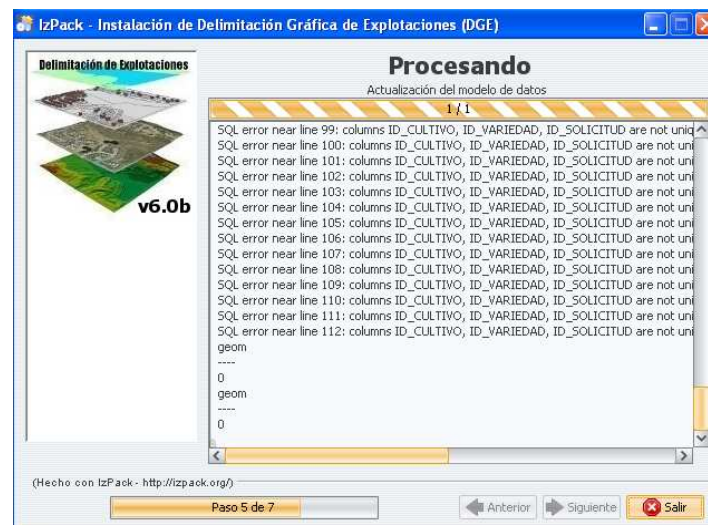 IzPack - Instalación de Delimitación Gráfica de Explotaciones (DGE)
Delimitación de Explotaciones
v6.0b
Procesando
Actualización del modelo de datos
1 / 1
SQL error near line 99: columns ID_CULTIVO, ID_VARIEDAD, ID_SOLICITUD are not uniq
SQL error near line 100: columns ID_CULTIVO, ID_VARIEDAD, ID_SOLICITUD are not uni
SQL error near line 101: columns ID_CULTIVO, ID_VARIEDAD, ID_SOLICITUD are not uni
SQL error near line 102: columns ID_CULTIVO, ID_VARIEDAD, ID_SOLICITUD are not uni
SQL error near line 103: columns ID_CULTIVO, ID_VARIEDAD, ID_SOLICITUD are not uni
SQL error near line 104: columns ID_CULTIVO, ID_VARIEDAD, ID_SOLICITUD are not uni
SQL error near line 105: columns ID_CULTIVO, ID_VARIEDAD, ID_SOLICITUD are not uni
SQL error near line 106: columns ID_CULTIVO, ID_VARIEDAD, ID_SOLICITUD are not uni
SQL error near line 107: columns ID_CULTIVO, ID_VARIEDAD, ID_SOLICITUD are not uni
SQL error near line 108: columns ID_CULTIVO, ID_VARIEDAD, ID_SOLICITUD are not uni
SQL error near line 109: columns ID_CULTIVO, ID_VARIEDAD, ID_SOLICITUD are not uni
SQL error near line 110: columns ID_CULTIVO, ID_VARIEDAD, ID_SOLICITUD are not uni
SQL error near line 111: columns ID_CULTIVO, ID_VARIEDAD, ID_SOLICITUD are not uni
SQL error near line 112: columns ID_CULTIVO, ID_VARIEDAD, ID_SOLICITUD are not uni
geom
----
0
geom
----
0
(Hecho con IzPack - http://izpack.org/)
Paso 5 de 7
Anterior
Siguiente
Salir